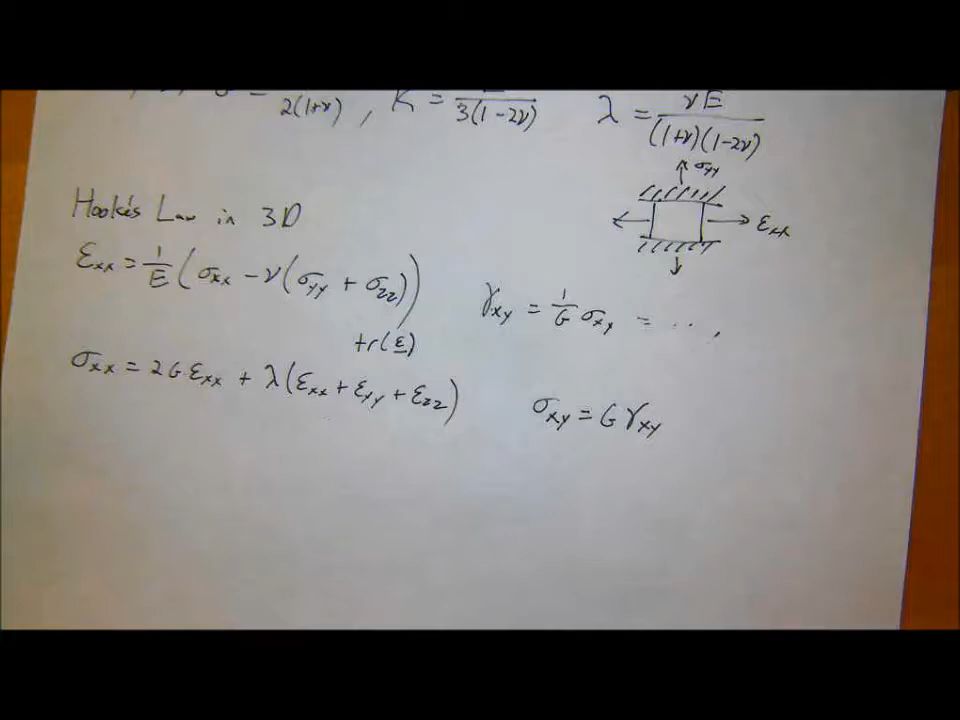 2(1+ν) , K = 3(1-2ν) λ = νE / (1+ν)(1-2ν)
σyy
Hooke's Law in 3D
εxx
εxx = 1/E (σxx - ν(σyy + σzz))
γxy = 1/G σxy = ... ,
tr(ε)
σxx = 2G εxx + λ(εxx + εyy + εzz)
σxy = G γxy